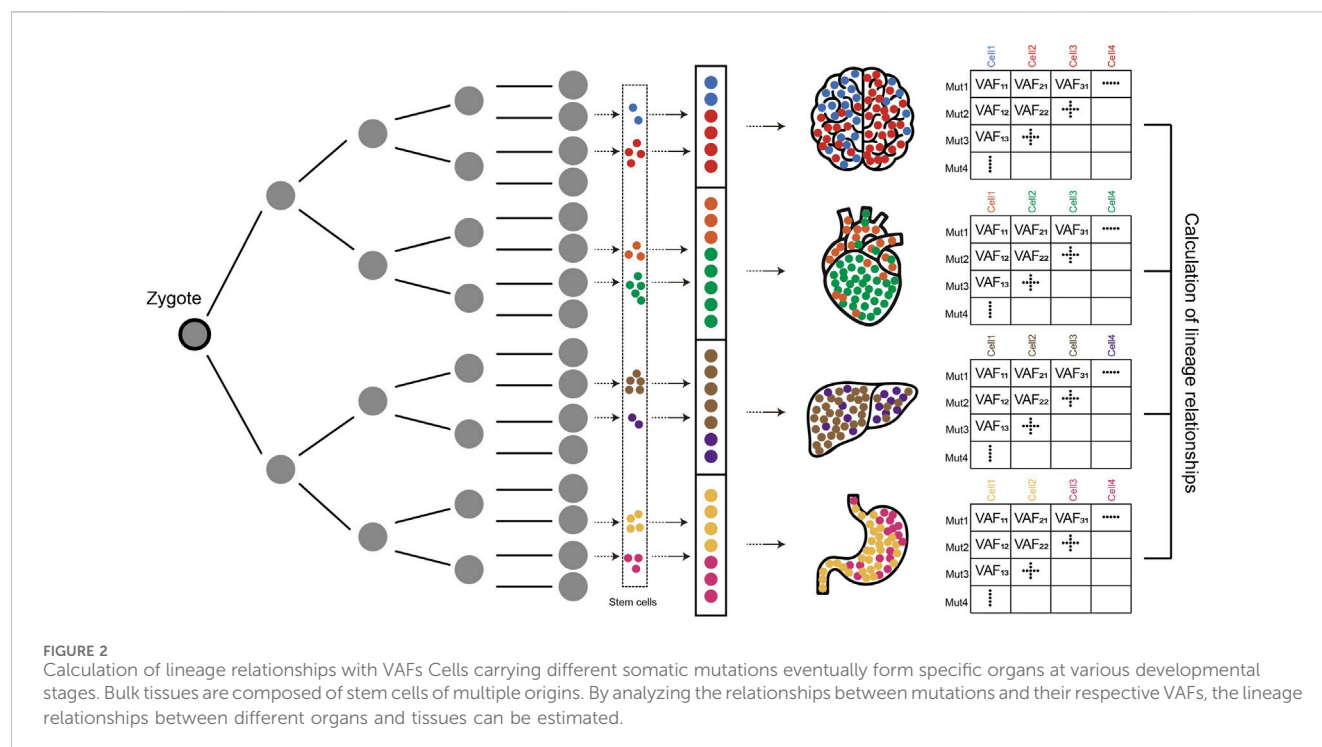 Zygote
Stem cells
Cell1 Cell2 Cell3 Cell4
Mut1 VAF11 VAF21 VAF31 .....
Mut2 VAF12 VAF22
Mut3 VAF13
Mut4
Cell1 Cell2 Cell3 Cell4
Mut1 VAF11 VAF21 VAF31 .....
Mut2 VAF12 VAF22
Mut3 VAF13
Mut4
Cell1 Cell2 Cell3 Cell4
Mut1 VAF11 VAF21 VAF31 .....
Mut2 VAF12 VAF22
Mut3 VAF13
Mut4
Cell1 Cell2 Cell3 Cell4
Mut1 VAF11 VAF21 VAF31 .....
Mut2 VAF12 VAF22
Mut3 VAF13
Mut4
Calculation of lineage relationships
FIGURE 2
Calculation of lineage relationships with VAFs Cells carrying different somatic mutations eventually form specific organs at various developmental
stages. Bulk tissues are composed of stem cells of multiple origins. By analyzing the relationships between mutations and their respective VAFs, the lineage
relationships between different organs and tissues can be estimated.